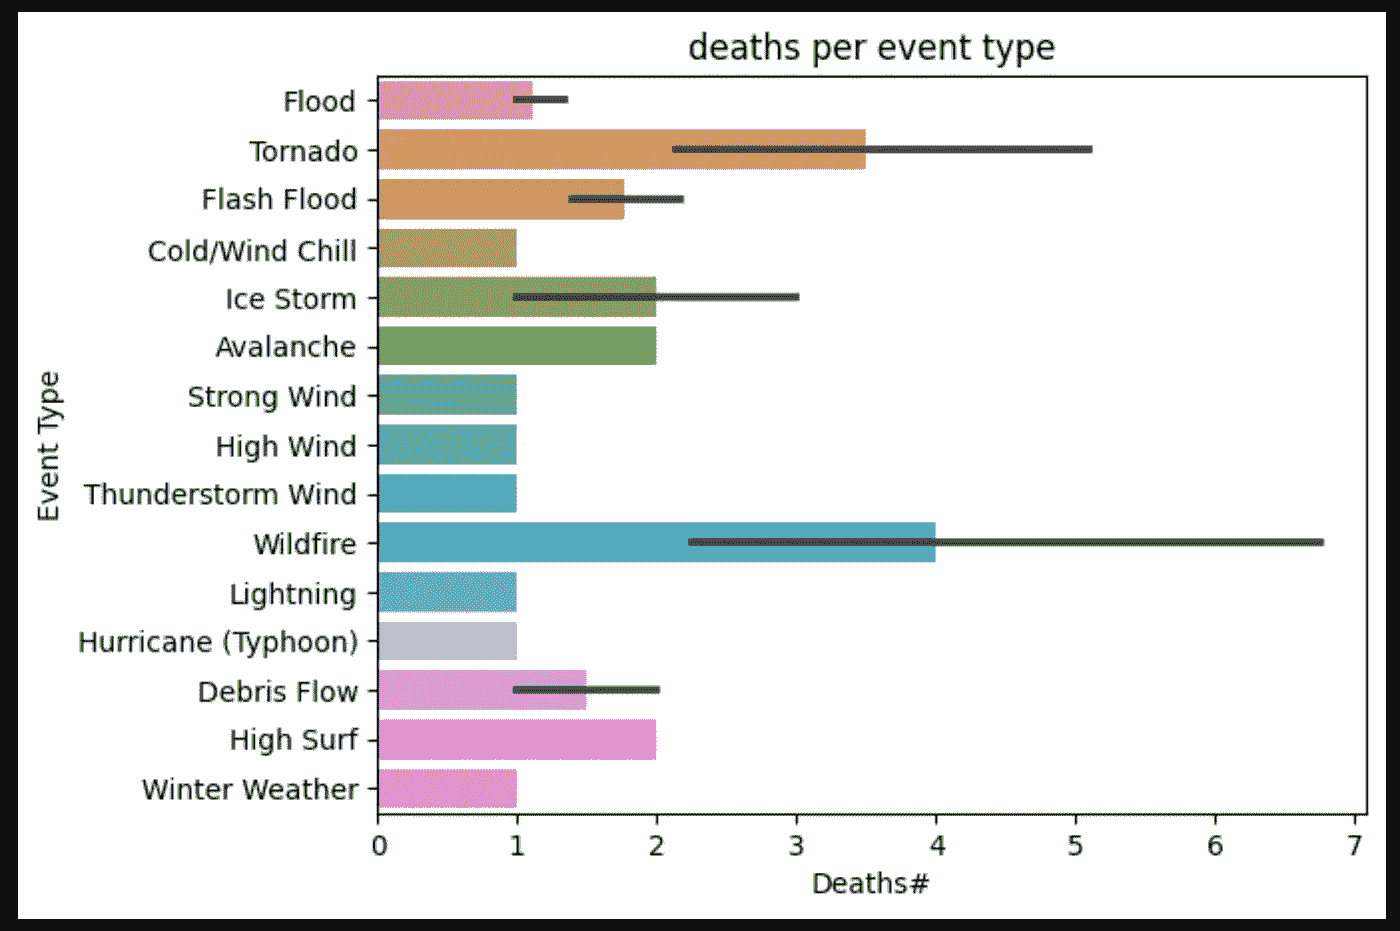 deaths per event type
Flood
Tornado
Flash Flood
Cold/Wind Chill
Ice Storm
Avalanche
Strong Wind
High Wind
Thunderstorm Wind
Wildfire
Lightning
Hurricane (Typhoon)
Debris Flow
High Surf
Winter Weather
Event Type
0 1 2 3 4 5 6 7
Deaths#